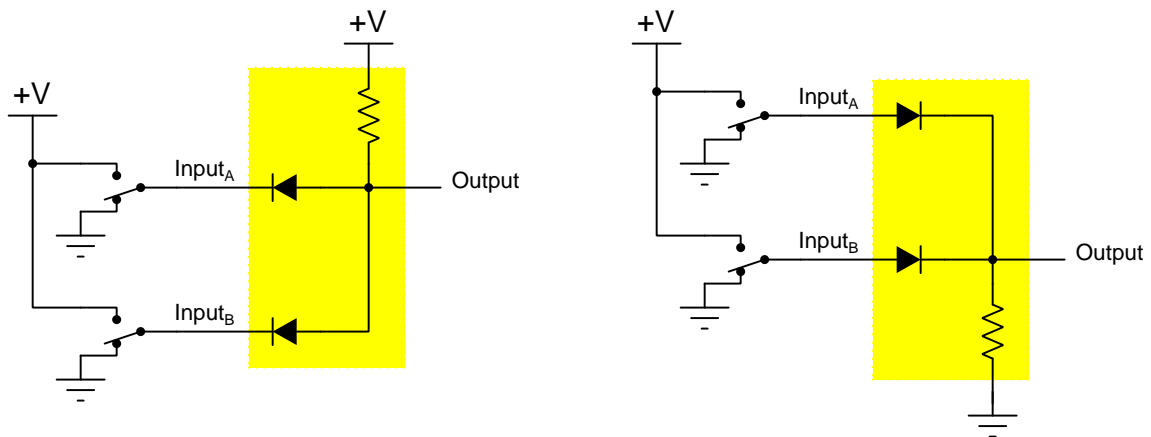 +V
+V
Input_A
Output
Input_B
+V
Input_A
Input_B
Output